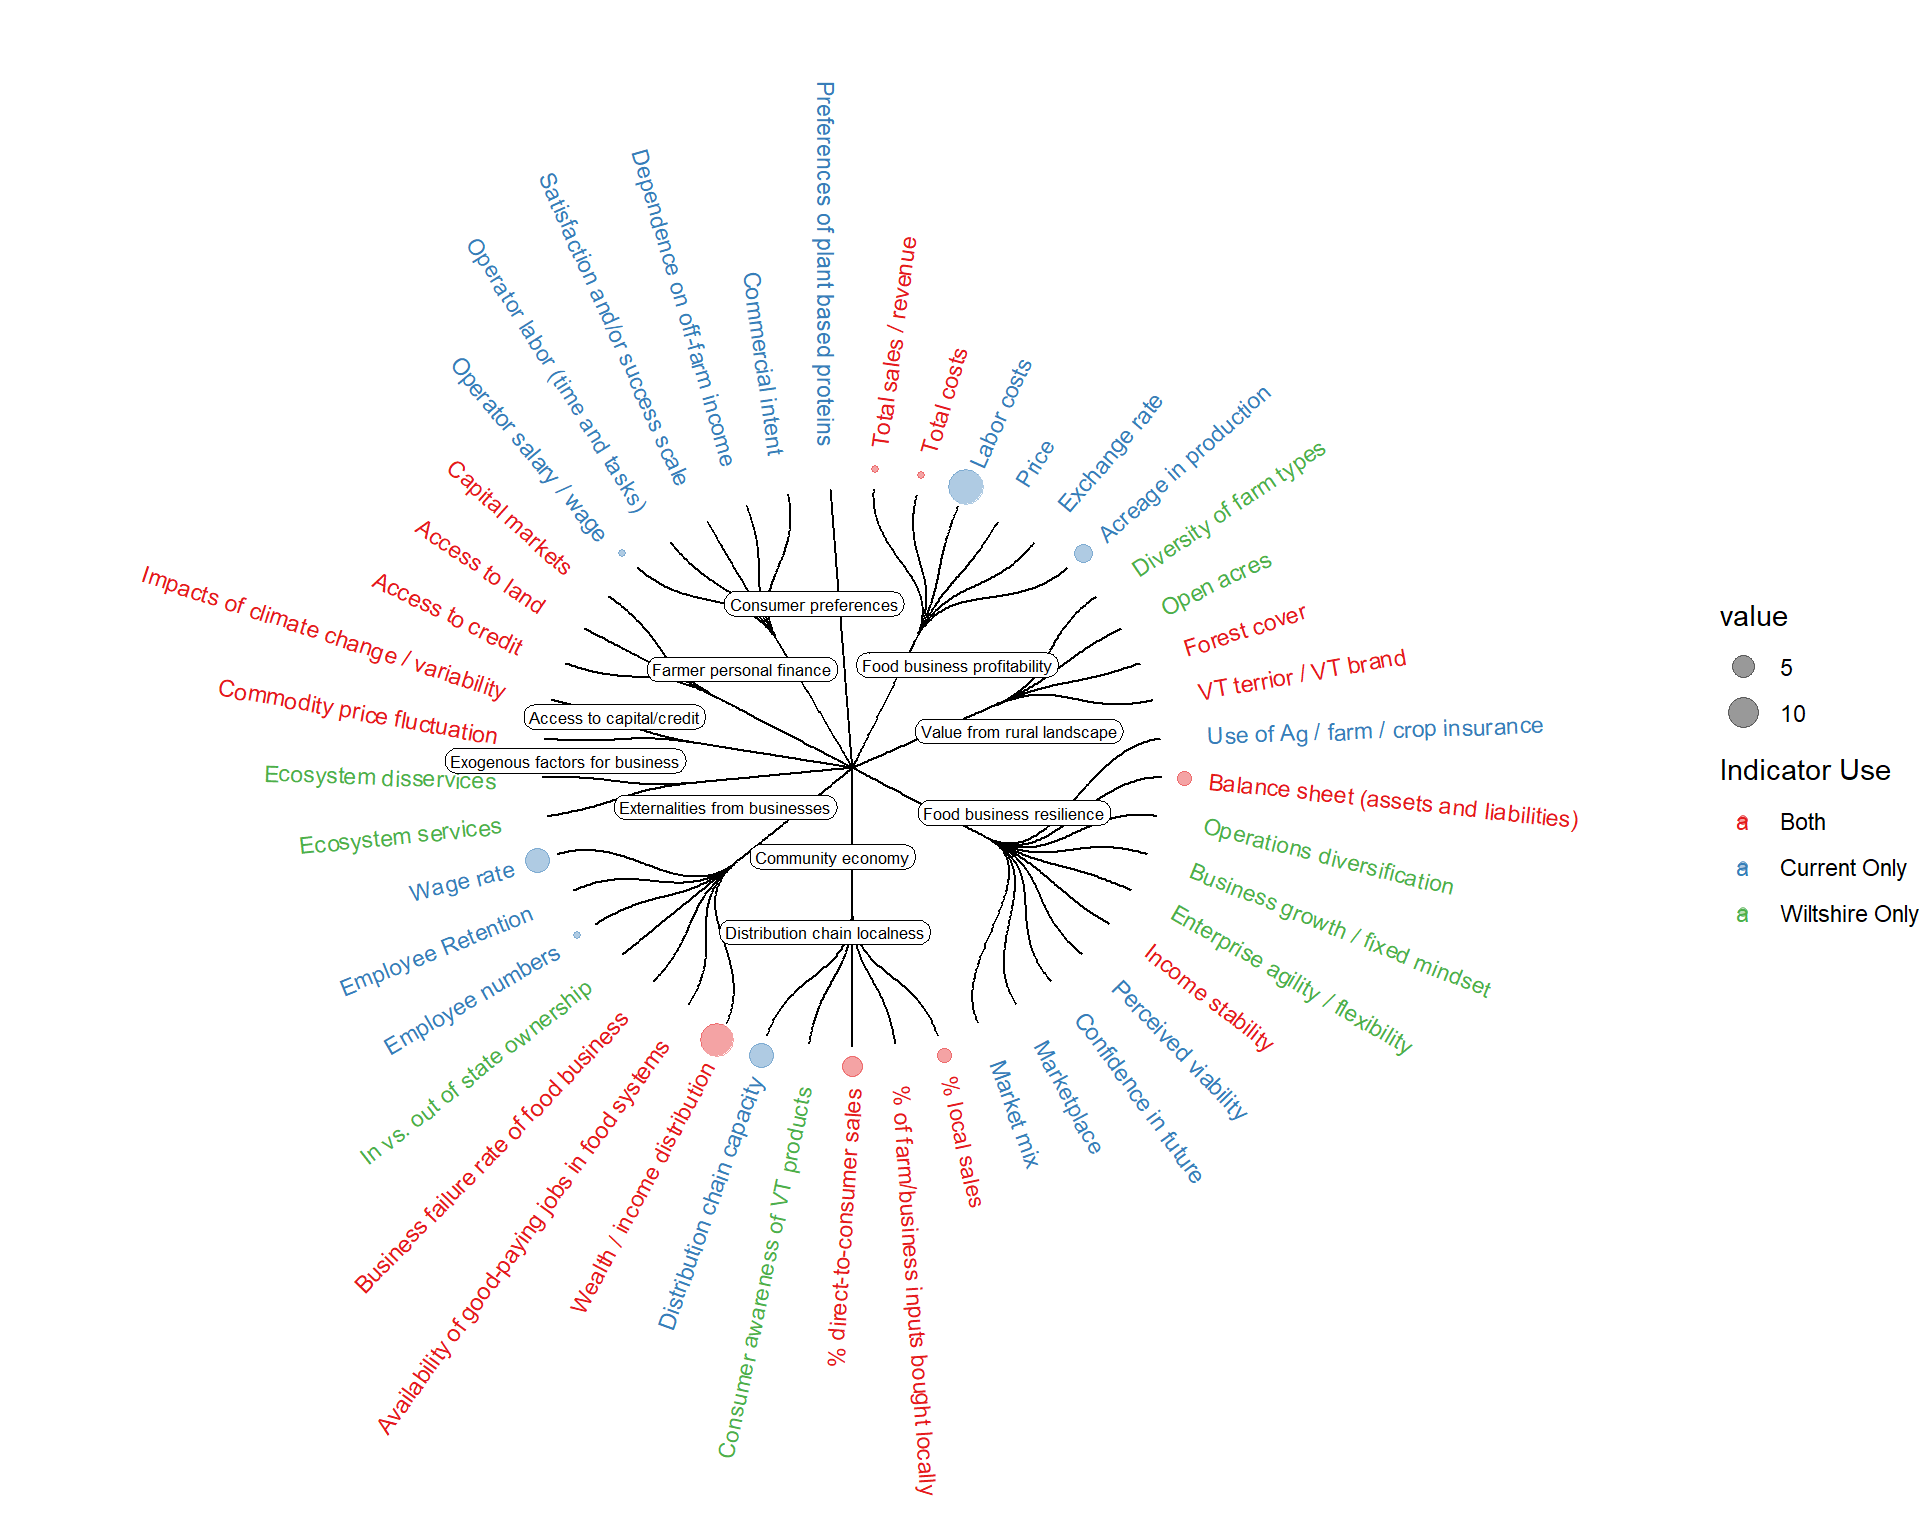 Preferences of plant based proteins
Total sales / revenue
Total costs
Labor costs
Price
Exchange rate
Acreage in production
Diversity of farm types
Open acres
Forest cover
VT terrior / VT brand
Use of Ag / farm / crop insurance
Balance sheet (assets and liabilities)
Operations diversification
Business growth / fixed mindset
Enterprise agility / flexibility
Income stability
Perceived viability
Confidence in future
Marketplace
Market mix
% local sales
% of farm/business inputs bought locally
% direct-to-consumer sales
Consumer awareness of VT products
Distribution chain capacity
Wealth / income distribution
Availability of good-paying jobs in food systems
Business failure rate of food business
In vs. out of state ownership
Employee numbers
Employee Retention
Wage rate
Ecosystem services
Ecosystem disservices
Commodity price fluctuation
Impacts of climate change / variability
Access to credit
Access to land
Capital markets
Operator salary / wage
Operator labor (time and tasks)
Satisfaction and/or success scale
Dependence on off-farm income
Commercial intent
Consumer preferences
Food business profitability
Farmer personal finance
Access to capital/credit
Value from rural landscape
Exogenous factors for business
Externalities from businesses
Food business resilience
Community economy
Distribution chain localness
value
5
10
Indicator Use
a Both
a Current Only
a Wiltshire Only